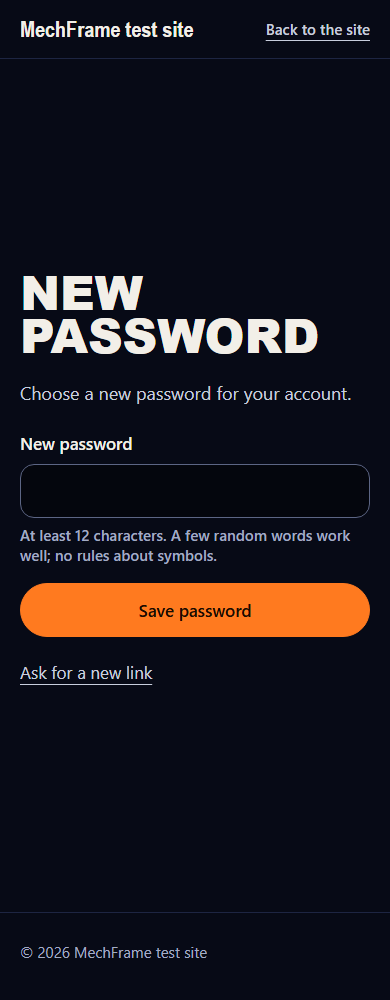 MechFrame test site
Back to the site
NEW
PASSWORD
Choose a new password for your account.
New password
At least 12 characters. A few random words work
well; no rules about symbols.
Save password
Ask for a new link
© 2026 MechFrame test site